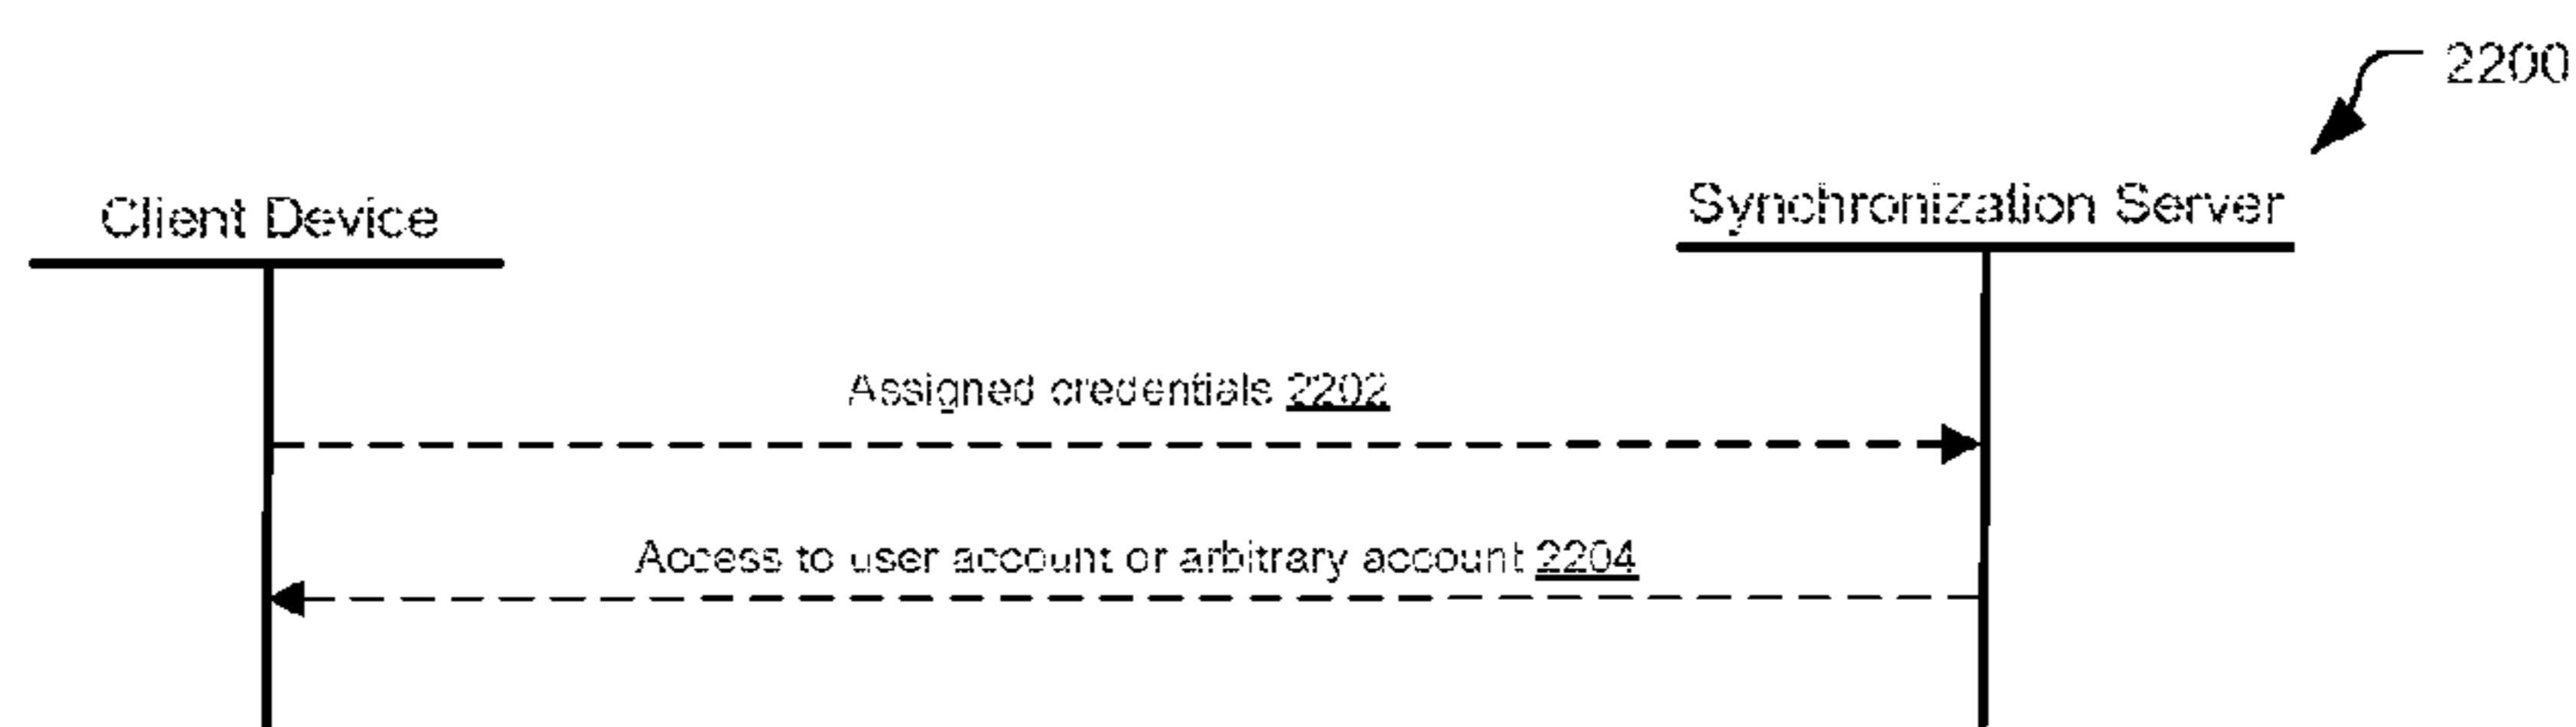 2200
Client Device
Synchronization Server
Assigned credentials 2202
Access to user account or arbitrary account 2204